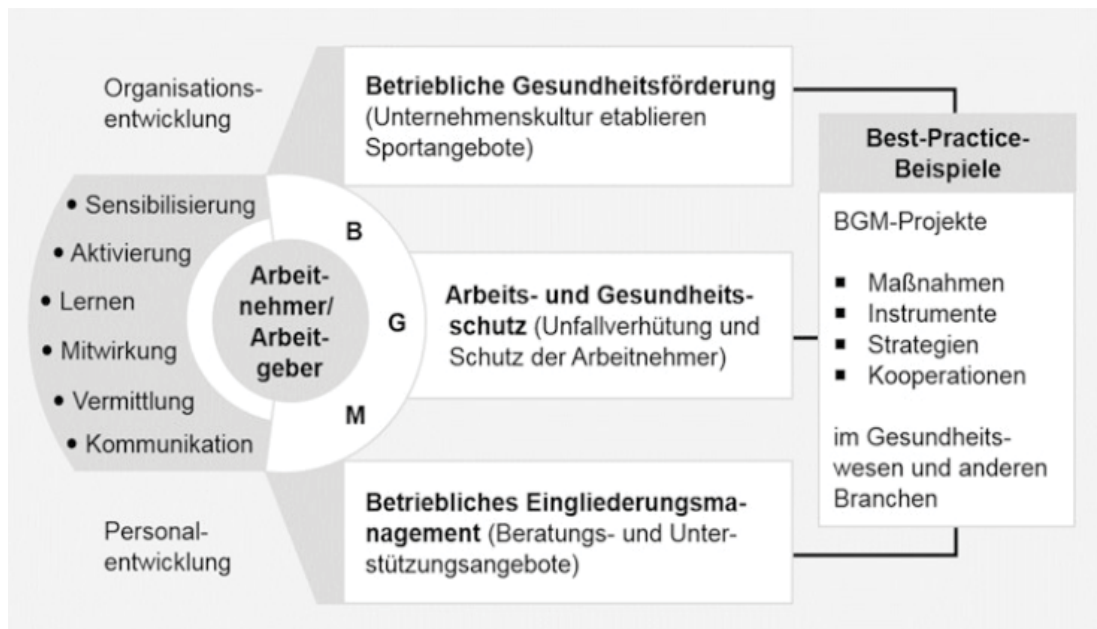 Organisations-
entwicklung
• Sensibilisierung
• Aktivierung
• Lernen
• Mitwirkung
• Vermittlung
• Kommunikation
Personal-
entwicklung
Arbeit-
nehmer/
Arbeit-
geber
B
G
M
Betriebliche Gesundheitsförderung
(Unternehmenskultur etablieren
Sportangebote)
Arbeits- und Gesundheits-
schutz (Unfallverhütung und
Schutz der Arbeitnehmer)
Betriebliches Eingliederungsma-
nagement (Beratungs- und Unter-
stützungsangebote)
Best-Practice-
Beispiele
BGM-Projekte
▪ Maßnahmen
▪ Instrumente
▪ Strategien
▪ Kooperationen
im Gesundheits-
wesen und anderen
Branchen